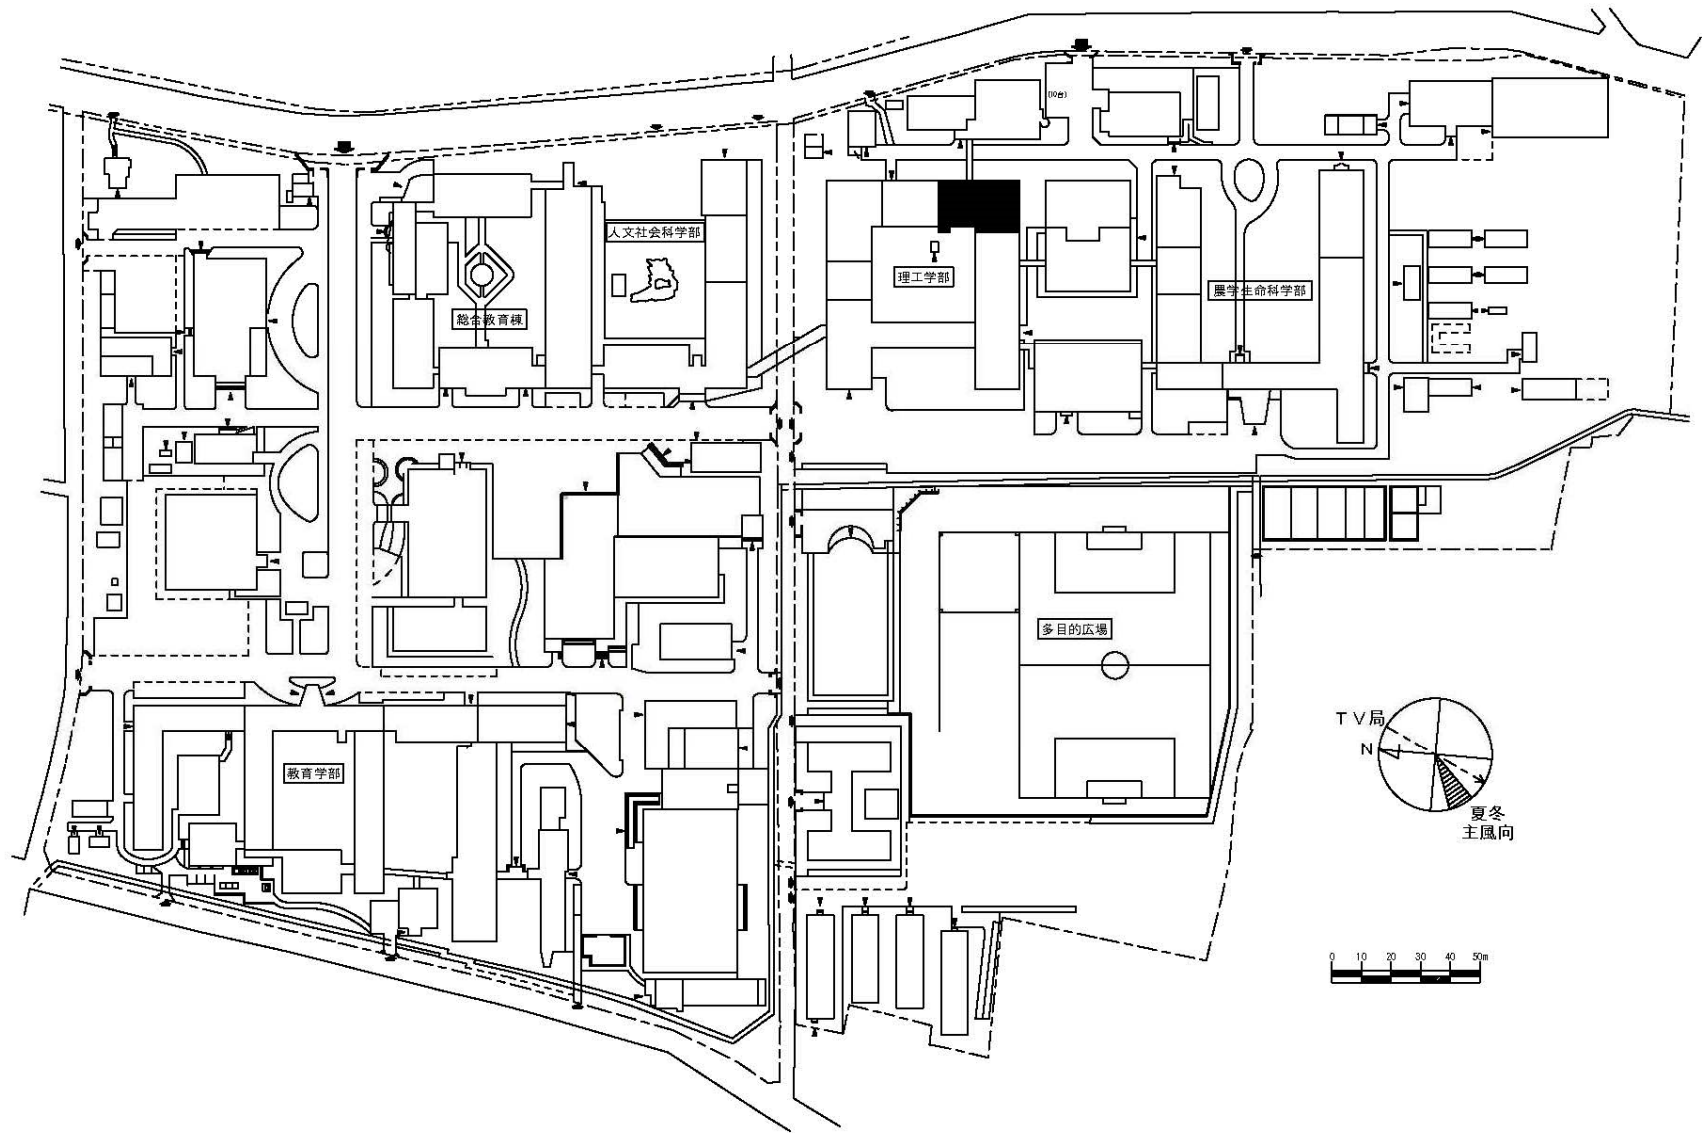 (10台)
人文社会科学部
理工学部
農学生命科学部
総合教育棟
多目的広場
TV局
N
教育学部
夏冬
主風向
0 10 20 30 40 50m